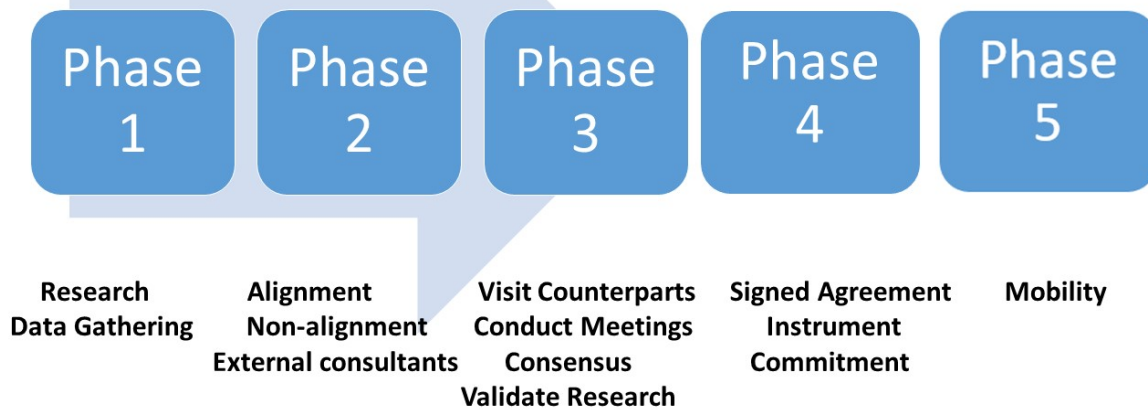 Phase
1
Phase
2
Phase
3
Phase
4
Phase
5
Research
Data Gathering
Alignment
Non-alignment
External consultants
Visit Counterparts
Conduct Meetings
Consensus
Validate Research
Signed Agreement
Instrument
Commitment
Mobility